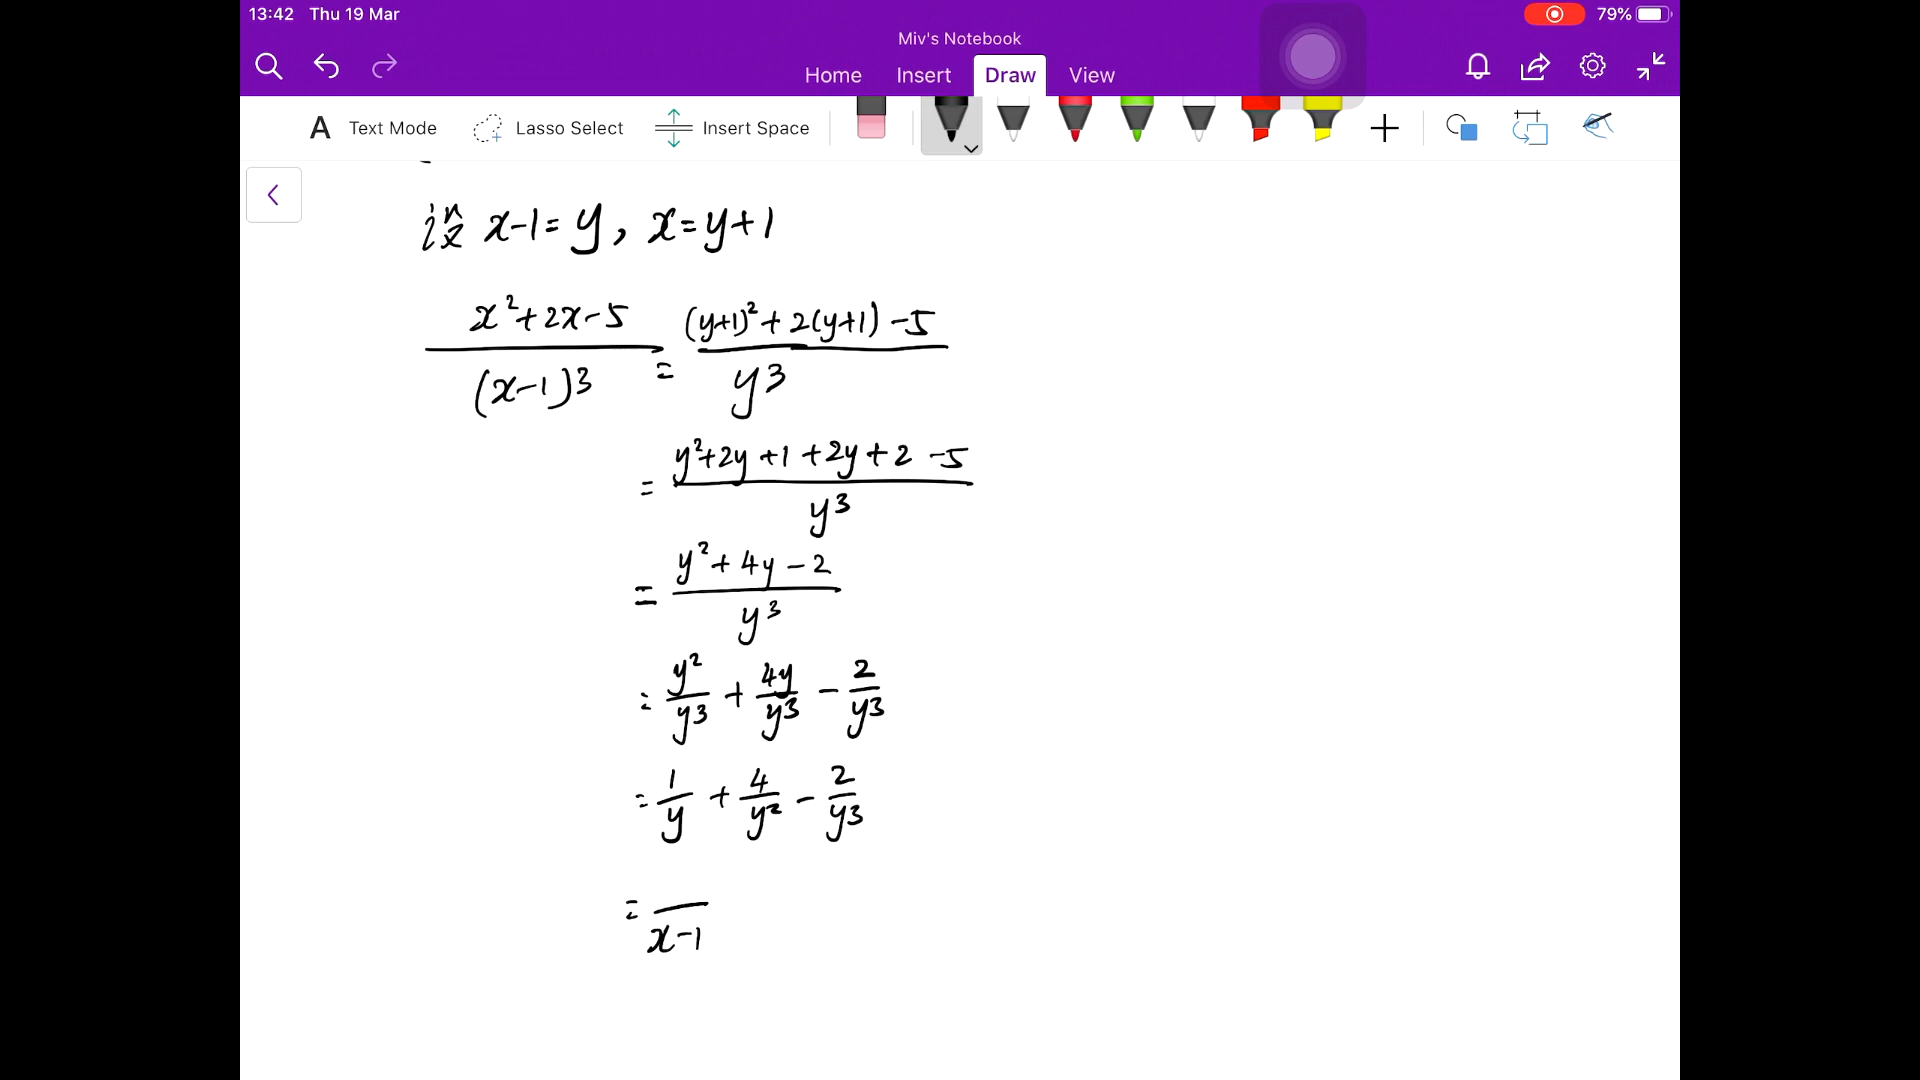 13:42 Thu 19 Mar 79%
Miv's Notebook
Home Insert Draw View
A Text Mode Lasso Select Insert Space
设 x-1=y, x=y+1
(x²+2x-5)/(x-1)³ = ((y+1)²+2(y+1)-5)/y³
= (y²+2y+1+2y+2-5)/y³
= (y²+4y-2)/y³
= y²/y³ + 4y/y³ - 2/y³
= 1/y + 4/y² - 2/y³
= /(x-1)